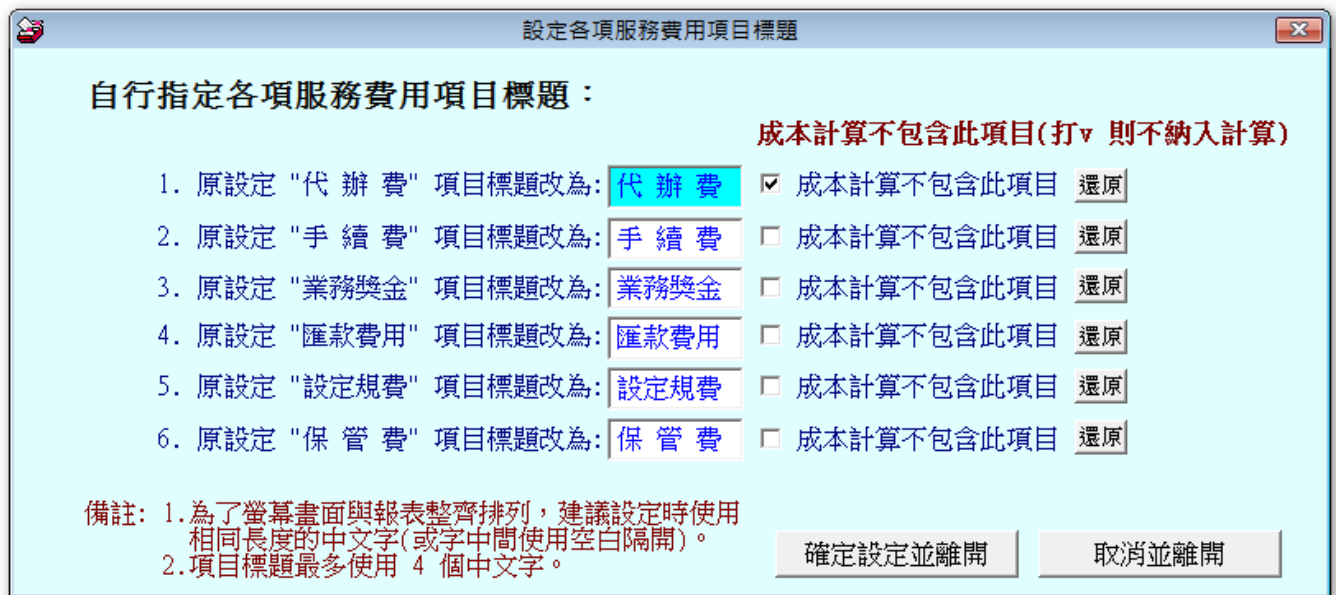 設定各項服務費用項目標題
自行指定各項服務費用項目標題：
成本計算不包含此項目(打v 則不納入計算)
1. 原設定 "代 辦 費" 項目標題改為: 代 辦 費 成本計算不包含此項目 還原
2. 原設定 "手 續 費" 項目標題改為: 手 續 費 成本計算不包含此項目 還原
3. 原設定 "業務獎金" 項目標題改為: 業務獎金 成本計算不包含此項目 還原
4. 原設定 "匯款費用" 項目標題改為: 匯款費用 成本計算不包含此項目 還原
5. 原設定 "設定規費" 項目標題改為: 設定規費 成本計算不包含此項目 還原
6. 原設定 "保 管 費" 項目標題改為: 保 管 費 成本計算不包含此項目 還原
備註: 1.為了螢幕畫面與報表整齊排列，建議設定時使用
相同長度的中文字(或字中間使用空白隔開)。
2.項目標題最多使用 4 個中文字。
確定設定並離開 取消並離開